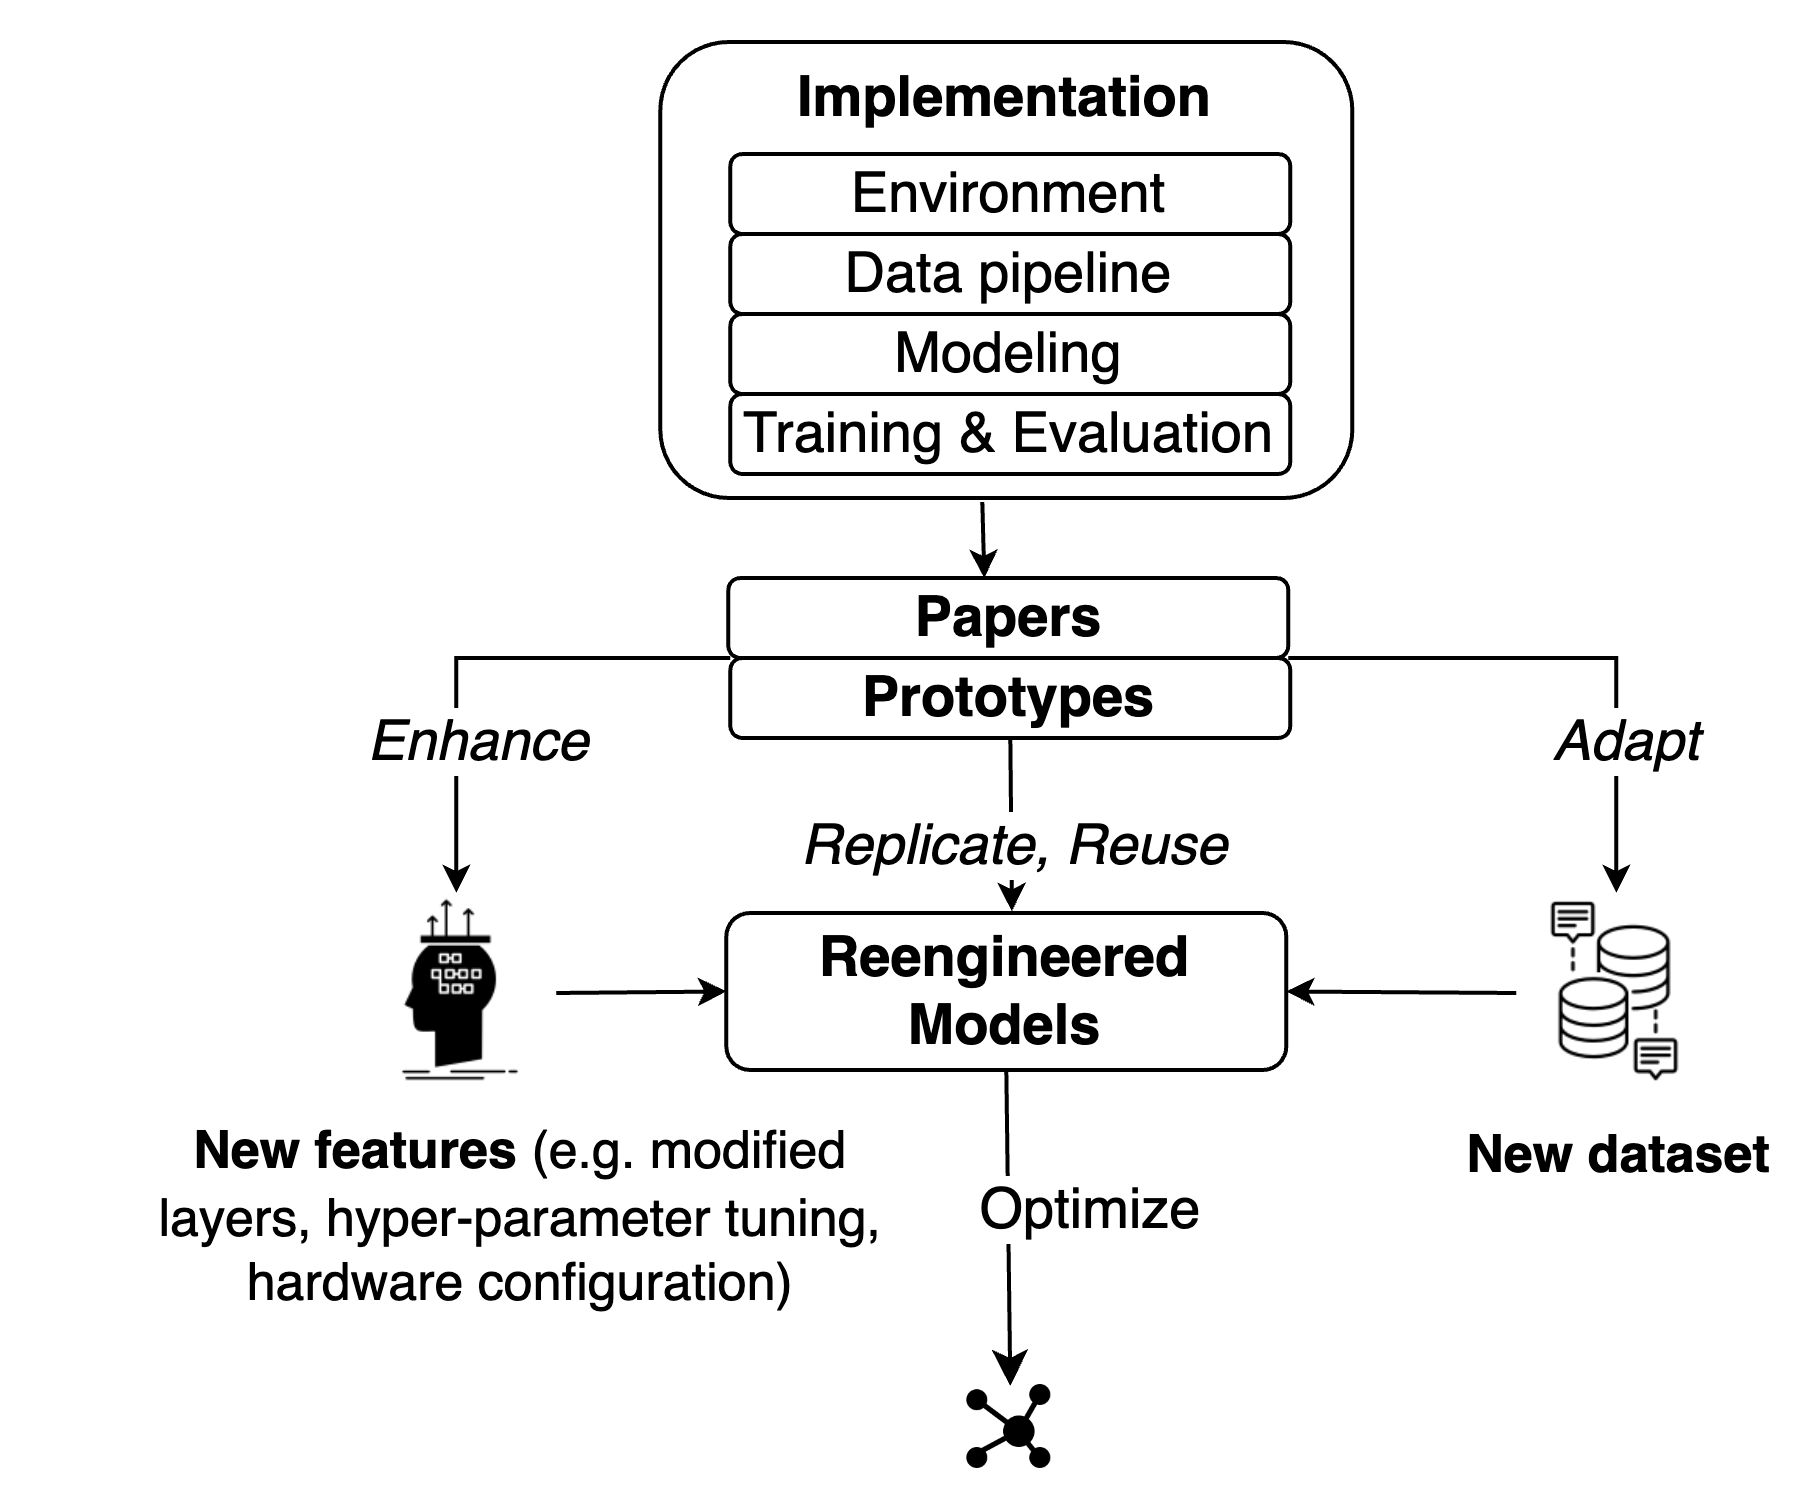 Implementation
Environment
Data pipeline
Modeling
Training & Evaluation
Papers
Prototypes
Enhance
Adapt
Replicate, Reuse
Reengineered
Models
New features (e.g. modified
layers, hyper-parameter tuning,
hardware configuration)
New dataset
Optimize